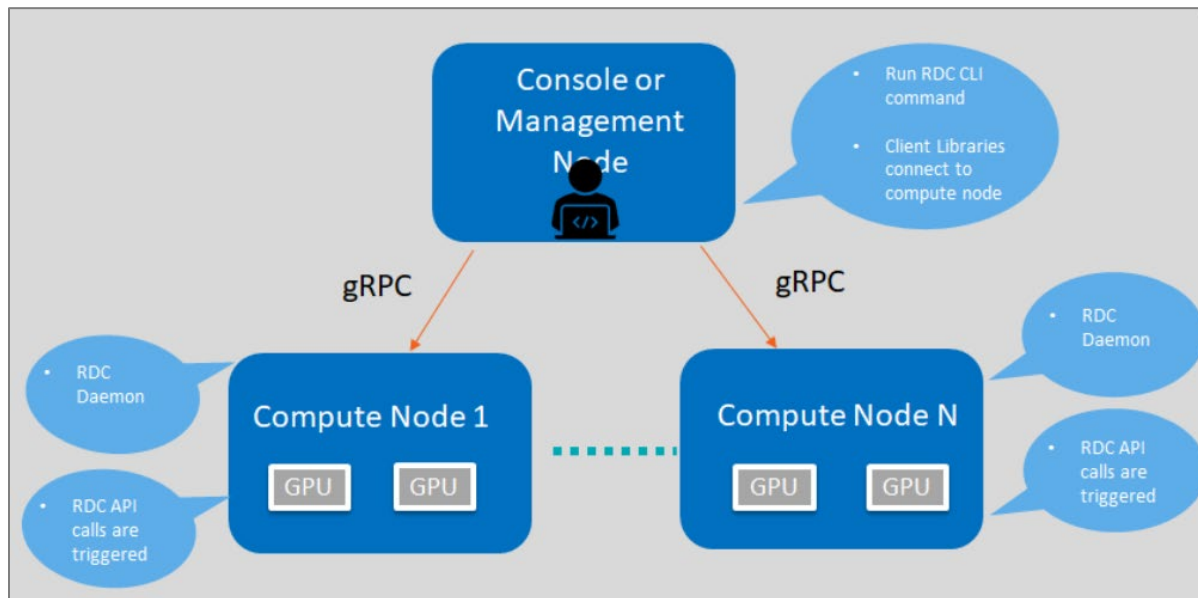 Console or
Management
Node
</>
• Run RDC CLI
command
• Client Libraries
connect to
compute node
gRPC
gRPC
• RDC
Daemon
Compute Node 1
GPU
GPU
• RDC API
calls are
triggered
• RDC
Daemon
Compute Node N
GPU
GPU
• RDC API
calls are
triggered